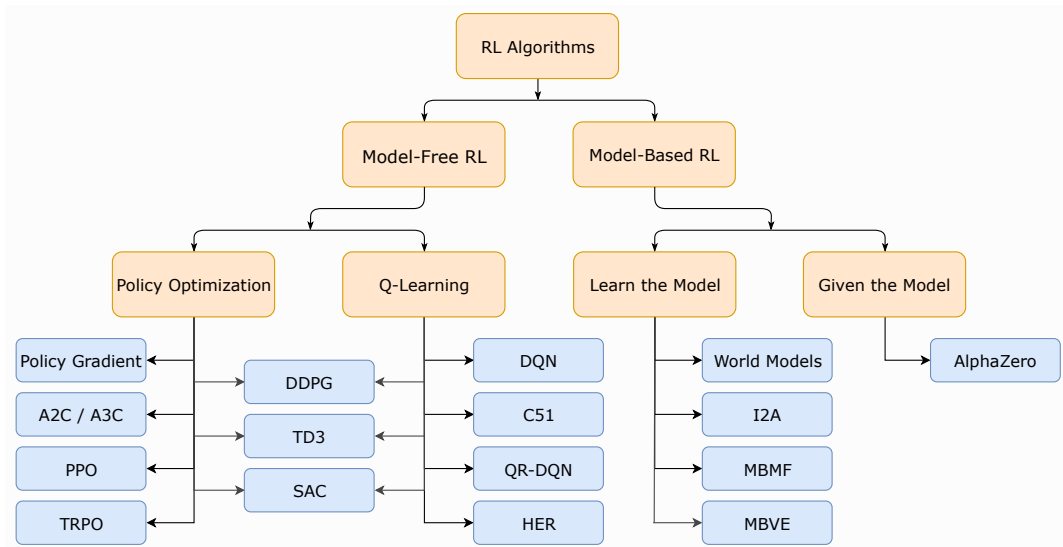 RL Algorithms
Model-Free RL
Model-Based RL
Policy Optimization
Q-Learning
Learn the Model
Given the Model
Policy Gradient
DDPG
DQN
World Models
AlphaZero
A2C / A3C
TD3
C51
I2A
PPO
SAC
QR-DQN
MBMF
TRPO
HER
MBVE